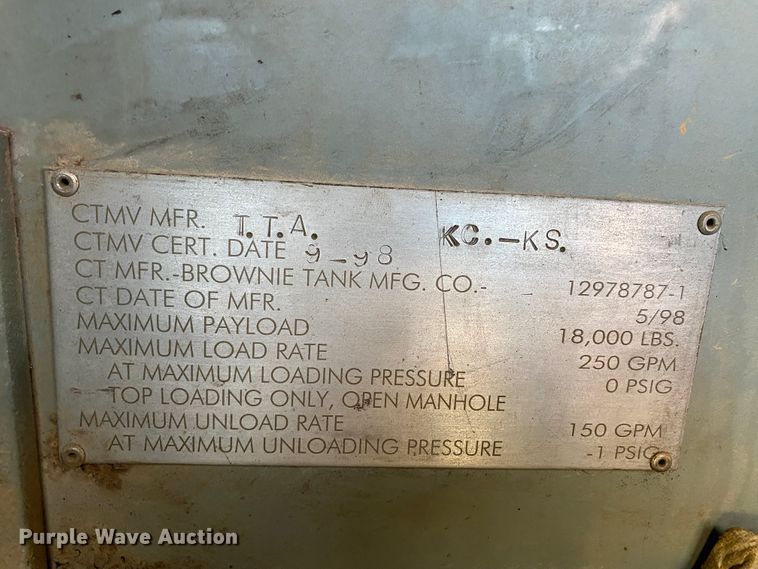 CTMV MFR. T.T.A. KC.-KS.
CTMV CERT. DATE 9-98
CT MFR.-BROWNIE TANK MFG. CO.- 12978787-1
CT DATE OF MFR. 5/98
MAXIMUM PAYLOAD 18,000 LBS.
MAXIMUM LOAD RATE 250 GPM
AT MAXIMUM LOADING PRESSURE 0 PSIG
TOP LOADING ONLY, OPEN MANHOLE
MAXIMUM UNLOAD RATE 150 GPM
AT MAXIMUM UNLOADING PRESSURE -1 PSIG
Purple Wave Auction